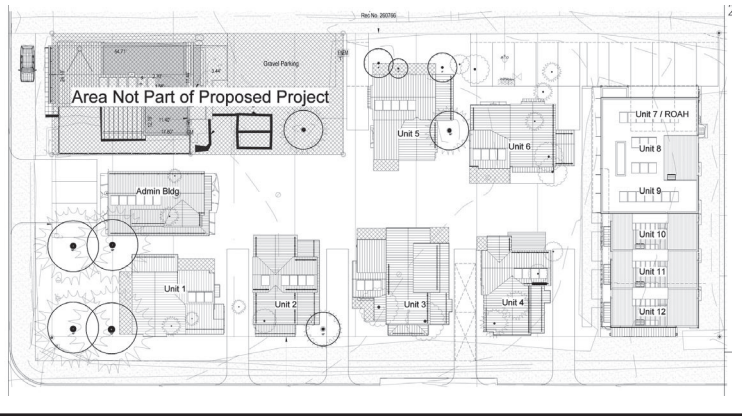 Rec No. 260766
Gravel Parking
Area Not Part of Proposed Project
Unit 5
Unit 6
Unit 7 / ROAH
Unit 8
Unit 9
Admin Bldg.
Unit 10
Unit 11
Unit 12
Unit 1
Unit 2
Unit 3
Unit 4